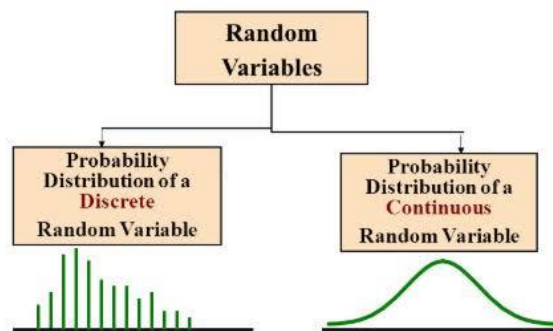 Random
Variables
Probability
Distribution of a
Discrete
Random Variable
Probability
Distribution of a
Continuous
Random Variable